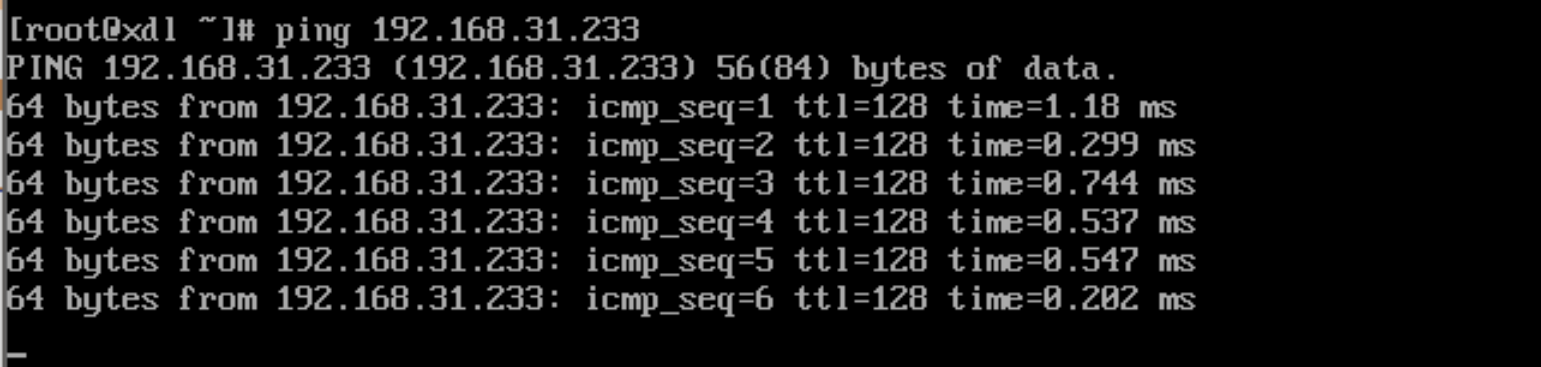 [root@xdl ~]# ping 192.168.31.233
PING 192.168.31.233 (192.168.31.233) 56(84) bytes of data.
64 bytes from 192.168.31.233: icmp_seq=1 ttl=128 time=1.18 ms
64 bytes from 192.168.31.233: icmp_seq=2 ttl=128 time=0.299 ms
64 bytes from 192.168.31.233: icmp_seq=3 ttl=128 time=0.744 ms
64 bytes from 192.168.31.233: icmp_seq=4 ttl=128 time=0.537 ms
64 bytes from 192.168.31.233: icmp_seq=5 ttl=128 time=0.547 ms
64 bytes from 192.168.31.233: icmp_seq=6 ttl=128 time=0.202 ms